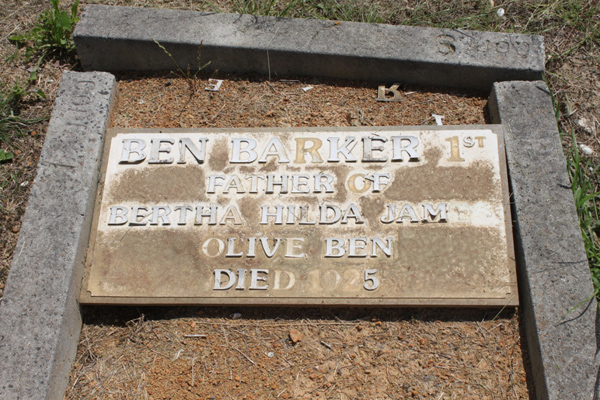 BEN BARKER 1ST
FATHER OF
BERTHA HILDA JAM
OLIVE BEN
DIED 1925